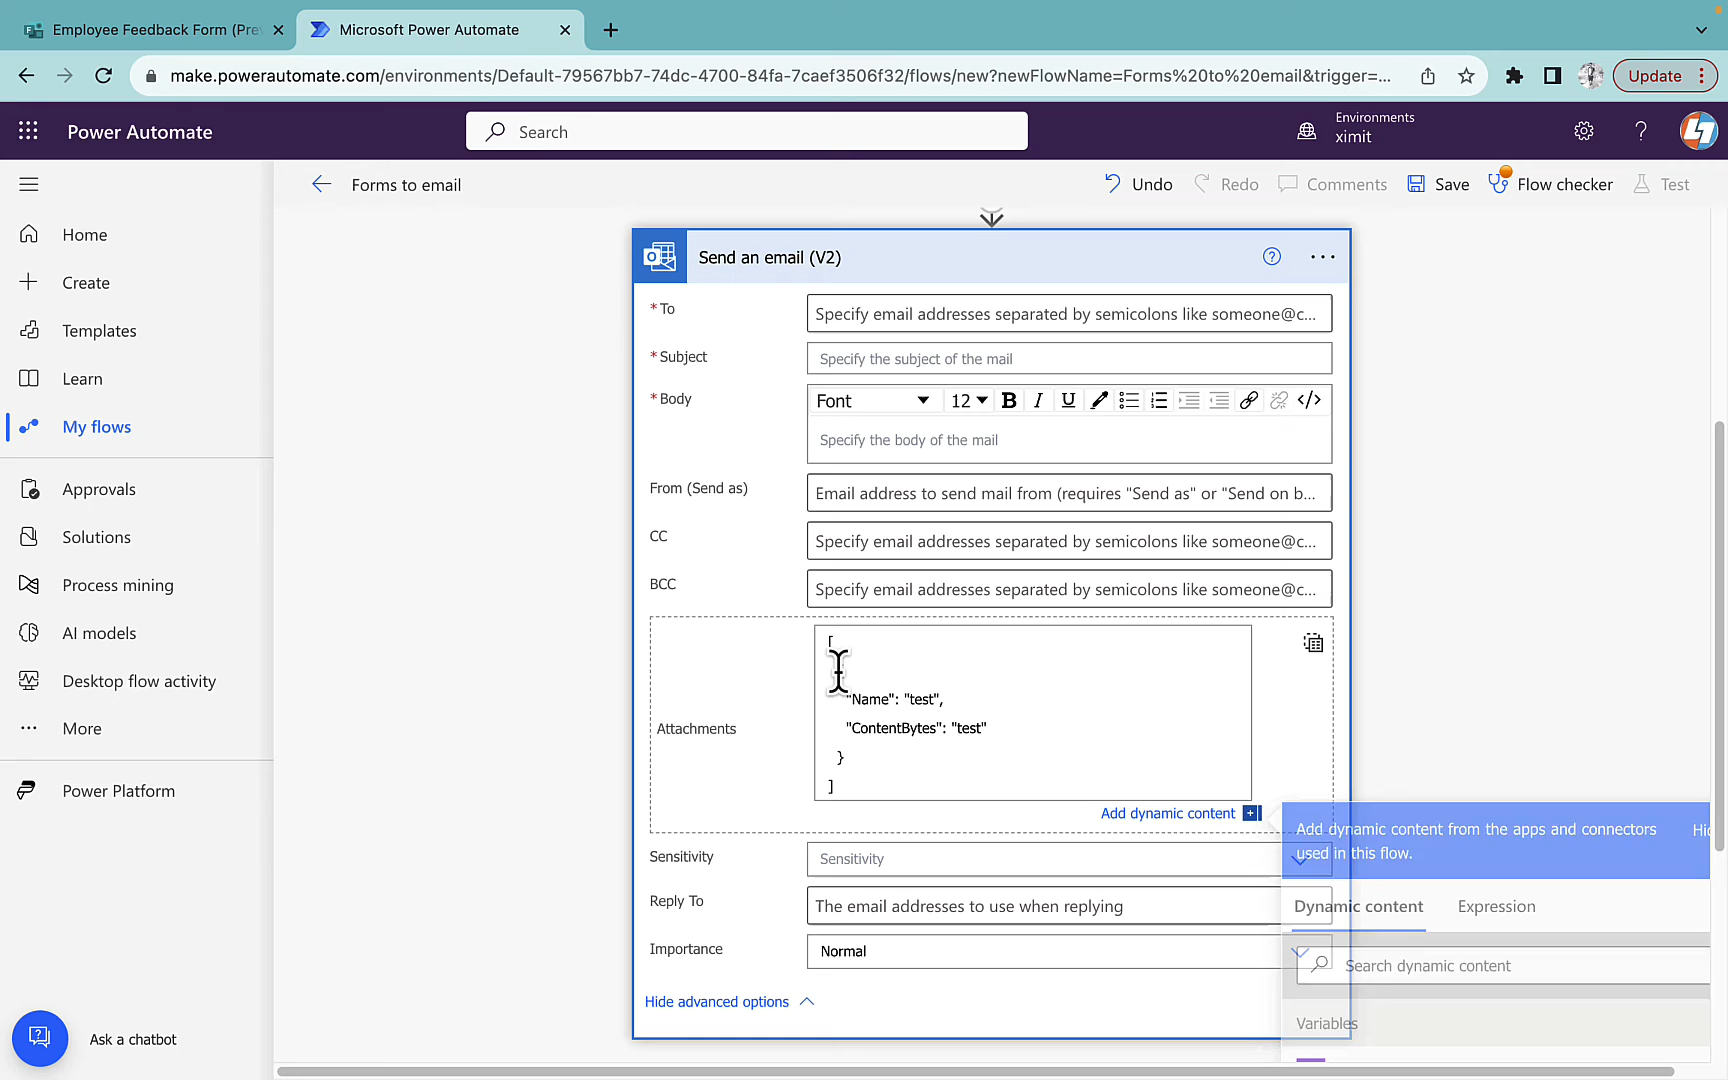 Employee Feedback Form (Pre
Microsoft Power Automate
make.powerautomate.com/environments/Default-79567bb7-74dc-4700-84fa-7caef3506f32/flows/new?newFlowName=Forms%20to%20email&trigger=...
Update
Power Automate
Search
Environments
ximit
Forms to email
Undo
Redo
Comments
Save
Flow checker
Test
Home
Create
Templates
Learn
My flows
Approvals
Solutions
Process mining
AI models
Desktop flow activity
More
Power Platform
Ask a chatbot
Send an email (V2)
* To
Specify email addresses separated by semicolons like someone@c...
* Subject
Specify the subject of the mail
* Body
Font
12
B I U
</>
Specify the body of the mail
From (Send as)
Email address to send mail from (requires "Send as" or "Send on b...
CC
Specify email addresses separated by semicolons like someone@c...
BCC
Specify email addresses separated by semicolons like someone@c...
Attachments
[
"Name": "test",
"ContentBytes": "test"
}
]
Add dynamic content
Sensitivity
Sensitivity
Reply To
The email addresses to use when replying
Importance
Normal
Hide advanced options
Add dynamic content from the apps and connectors
used in this flow.
Hid
Dynamic content
Expression
Search dynamic content
Variables